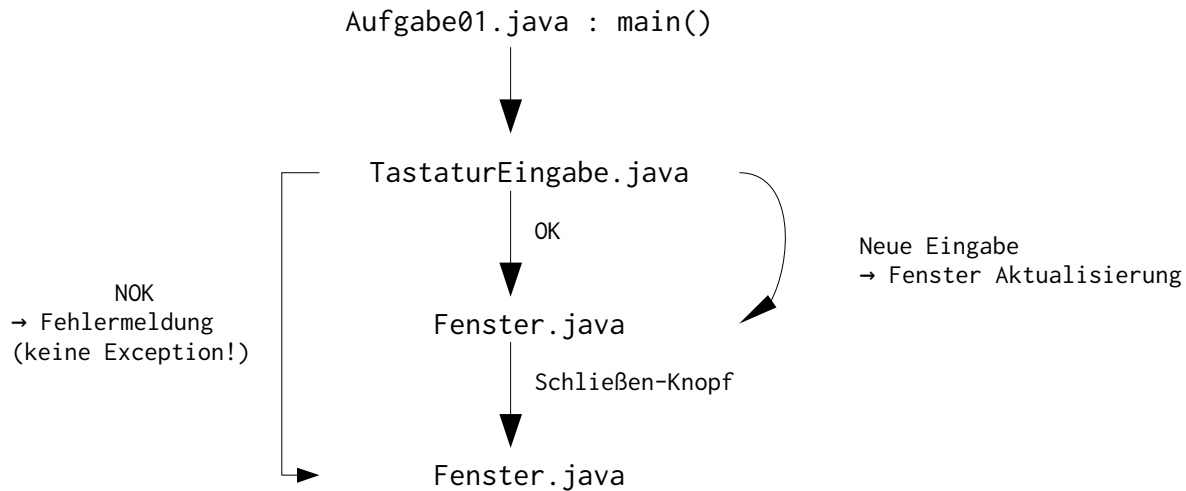 Aufgabe01.java : main()
TastaturEingabe.java
OK
Neue Eingabe
→ Fenster Aktualisierung
NOK
→ Fehlermeldung
(keine Exception!)
Fenster.java
Schließen-Knopf
Fenster.java